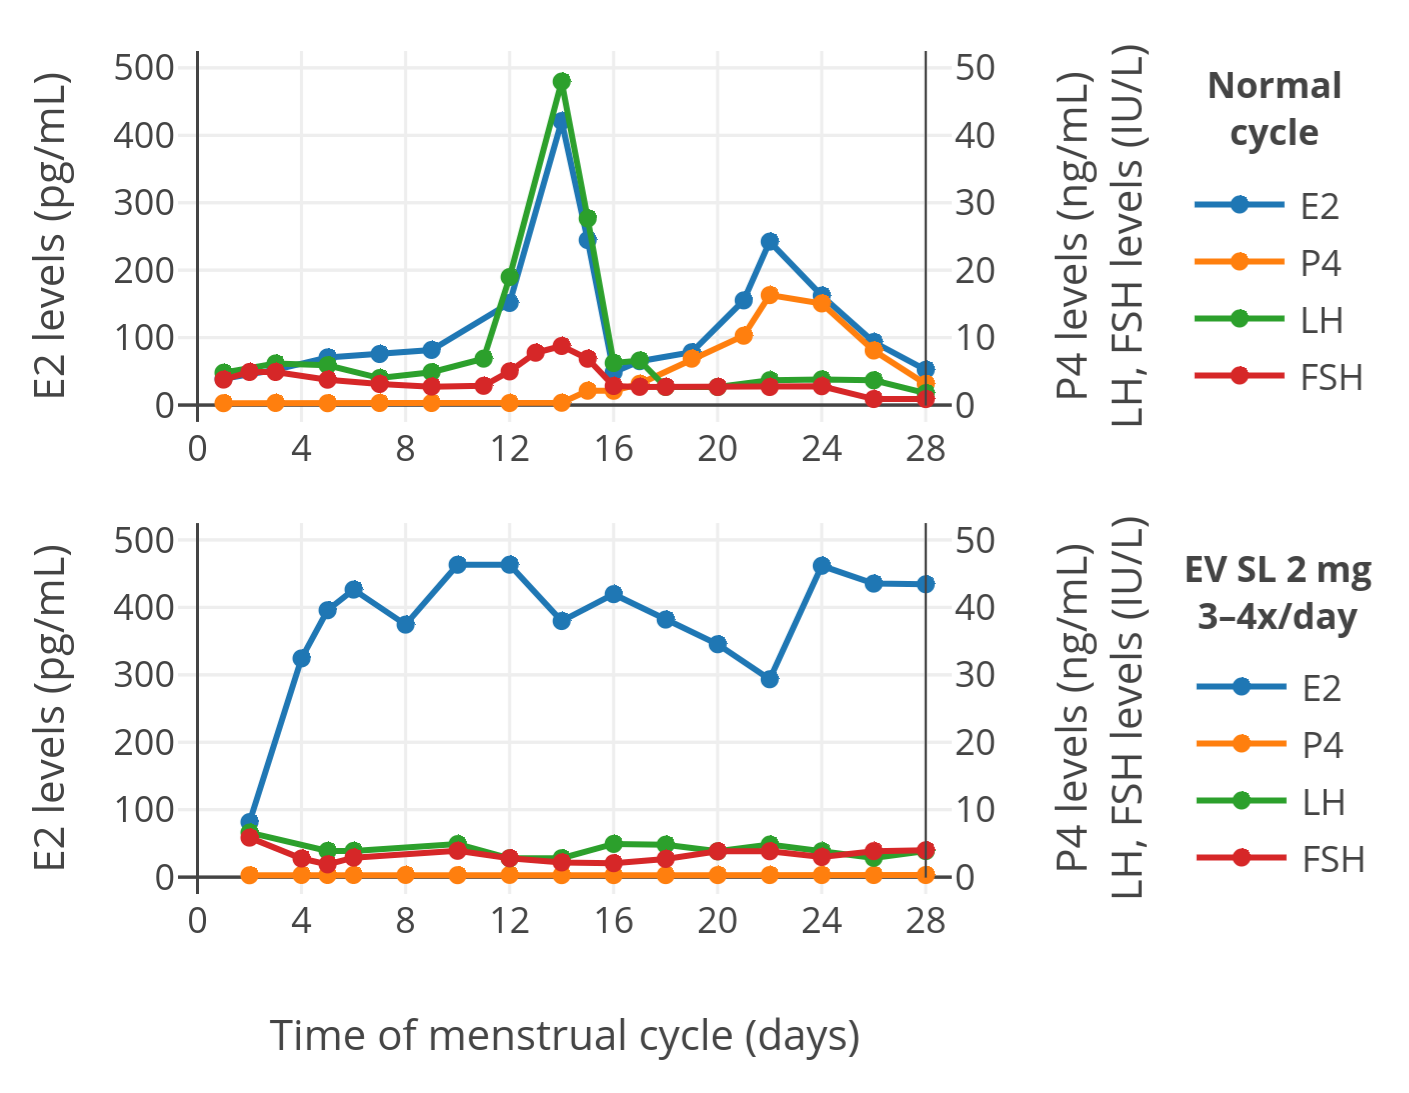 E2 levels (pg/mL)
500
400
300
200
100
0
0 4 8 12 16 20 24 28
50
40
30
20
10
0
P4 levels (ng/mL)
LH, FSH levels (IU/L)
Normal
cycle
E2
P4
LH
FSH
E2 levels (pg/mL)
500
400
300
200
100
0
0 4 8 12 16 20 24 28
50
40
30
20
10
0
P4 levels (ng/mL)
LH, FSH levels (IU/L)
EV SL 2 mg
3–4x/day
E2
P4
LH
FSH
Time of menstrual cycle (days)